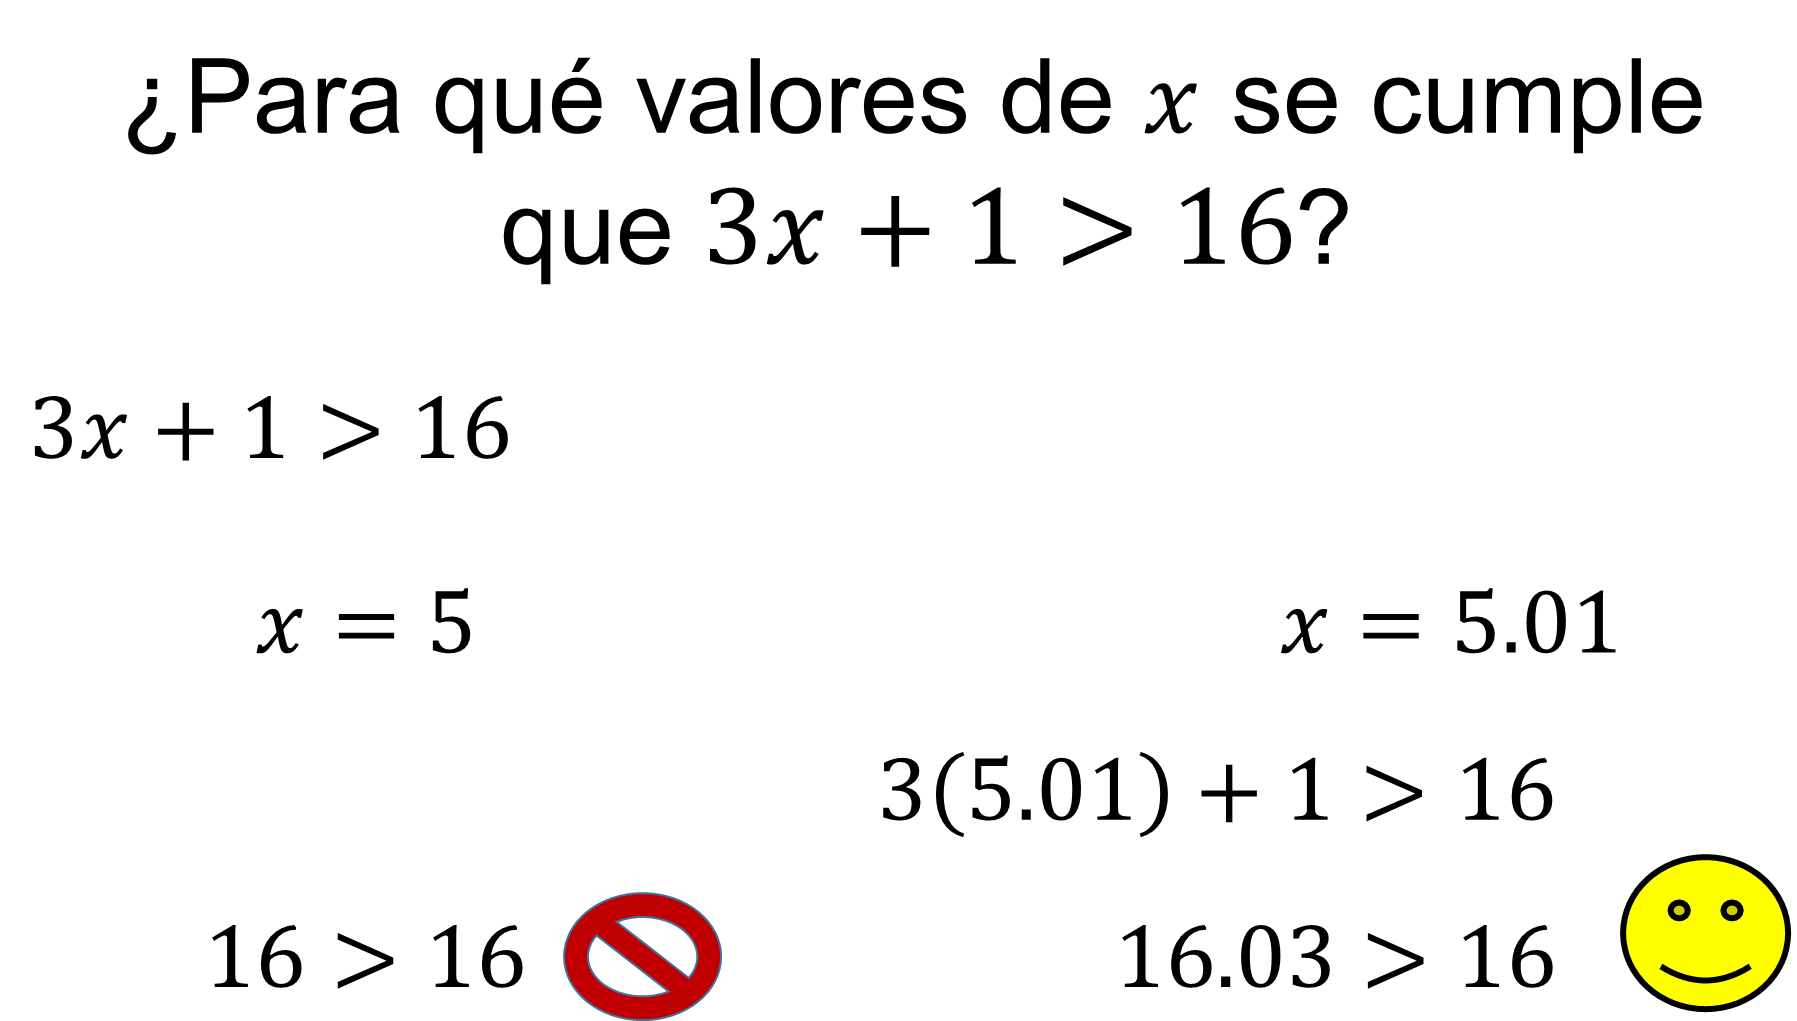 ¿Para qué valores de x se cumple
que 3x + 1 > 16?
3x + 1 > 16
x = 5
x = 5.01
3(5.01) + 1 > 16
16 > 16
16.03 > 16